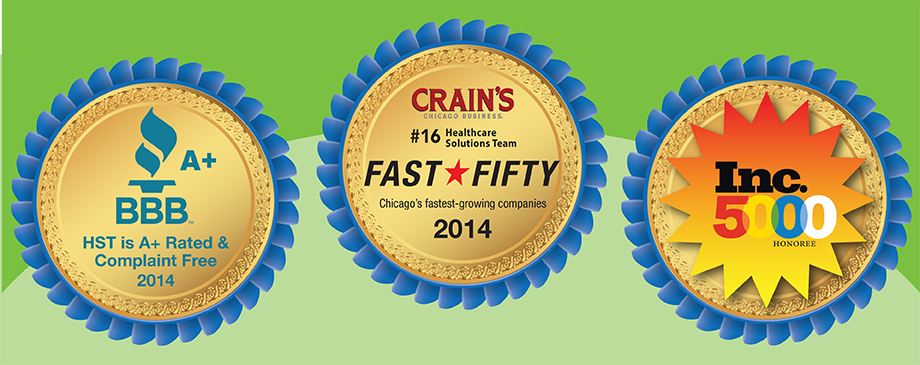 A+
BBB
HST is A+ Rated &
Complaint Free
2014
CRAIN'S
CHICAGO BUSINESS.
#16 Healthcare
Solutions Team
FAST★FIFTY
Chicago's fastest-growing companies
2014
Inc.
5000
HONOREE